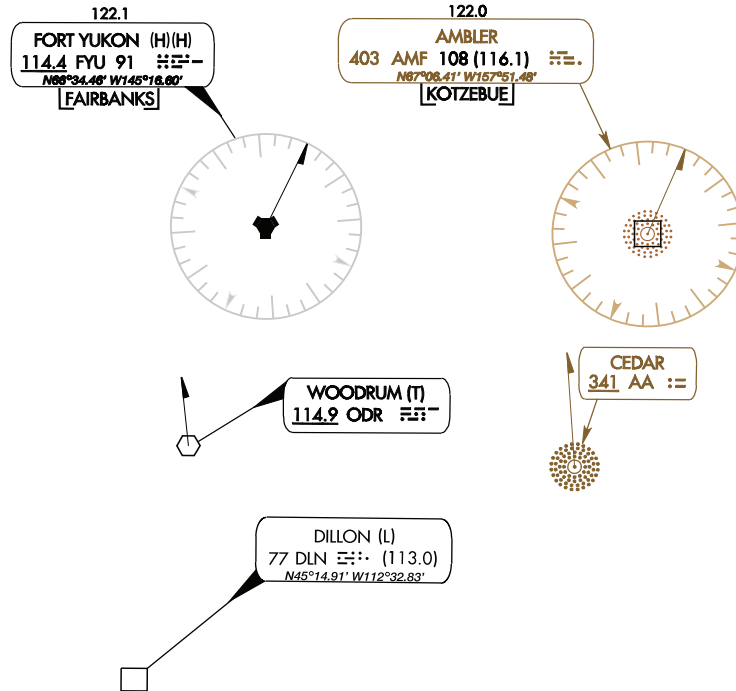 122.1
FORT YUKON (H)(H)
114.4 FYU 91
N66°34.46' W145°16.60'
FAIRBANKS
122.0
AMBLER
403 AMF 108 (116.1)
N67°06.41' W157°51.48'
KOTZEBUE
WOODRUM (T)
114.9 ODR
CEDAR
341 AA
DILLON (L)
77 DLN (113.0)
N45°14.91' W112°32.83'